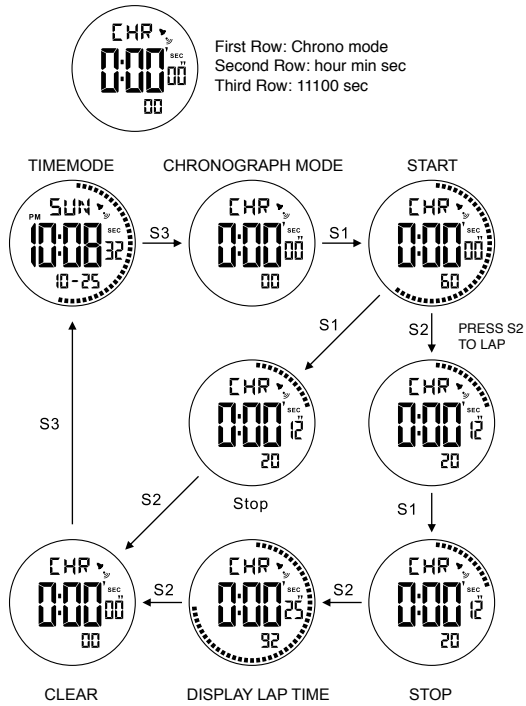 CHR
0:00 SEC 00
00
First Row: Chrono mode
Second Row: hour min sec
Third Row: 11100 sec
TIMEMODE
CHRONOGRAPH MODE
START
SUN
PM 10:08 SEC 32
10-25
S3
CHR
0:00 SEC 00
00
S1
CHR
0:00 SEC 00
60
S1
S2
PRESS S2
TO LAP
CHR
0:00 SEC 12
20
Stop
CHR
0:00 SEC 12
20
S3
S2
S1
CHR
0:00 SEC 00
00
S2
CHR
0:00 SEC 25
92
S2
CHR
0:00 SEC 12
20
CLEAR
DISPLAY LAP TIME
STOP